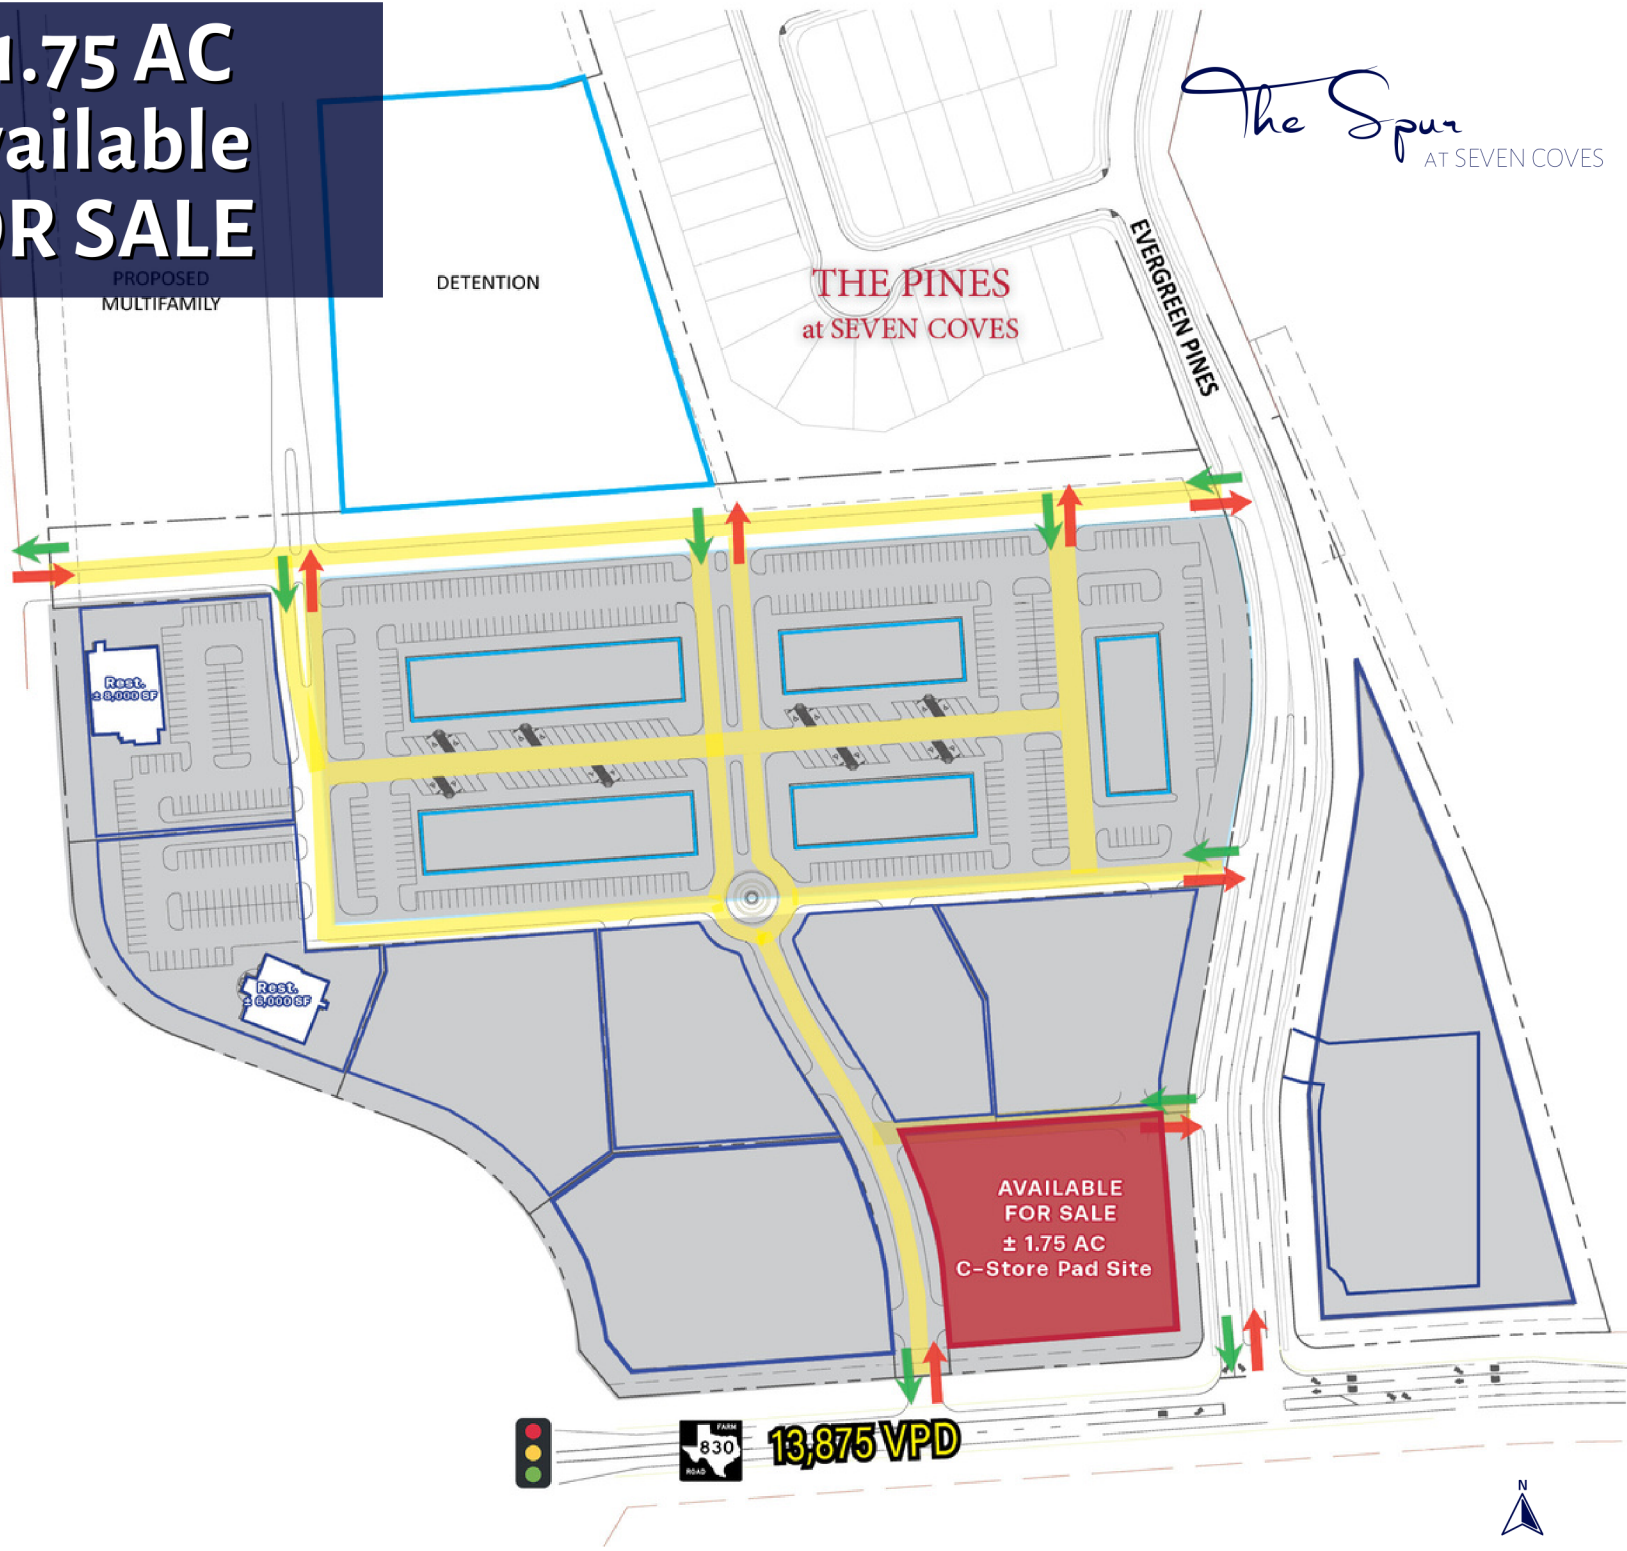 1.75 AC
vailable
OR SALE
The Spur
AT SEVEN COVES
PROPOSED
MULTIFAMILY
DETENTION
THE PINES
at SEVEN COVES
EVERGREEN PINES
Rest.
± 8,000 SF
Rest.
± 6,000 SF
AVAILABLE
FOR SALE
± 1.75 AC
C-Store Pad Site
FARM
830
ROAD
13,875 VPD
N